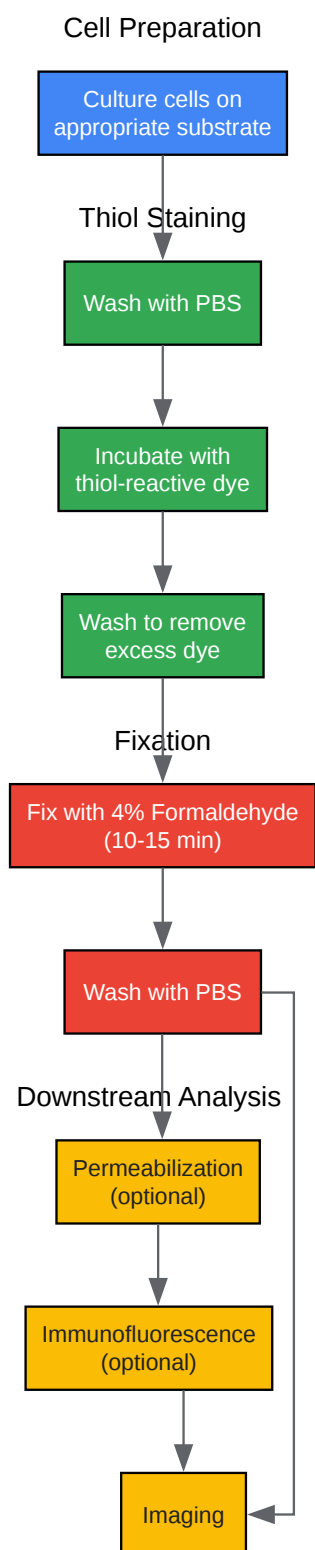 Cell Preparation
Culture cells on
appropriate substrate
Thiol Staining
Wash with PBS
Incubate with
thiol-reactive dye
Wash to remove
excess dye
Fixation
Fix with 4% Formaldehyde
(10-15 min)
Wash with PBS
Downstream Analysis
Permeabilization
(optional)
Immunofluorescence
(optional)
Imaging